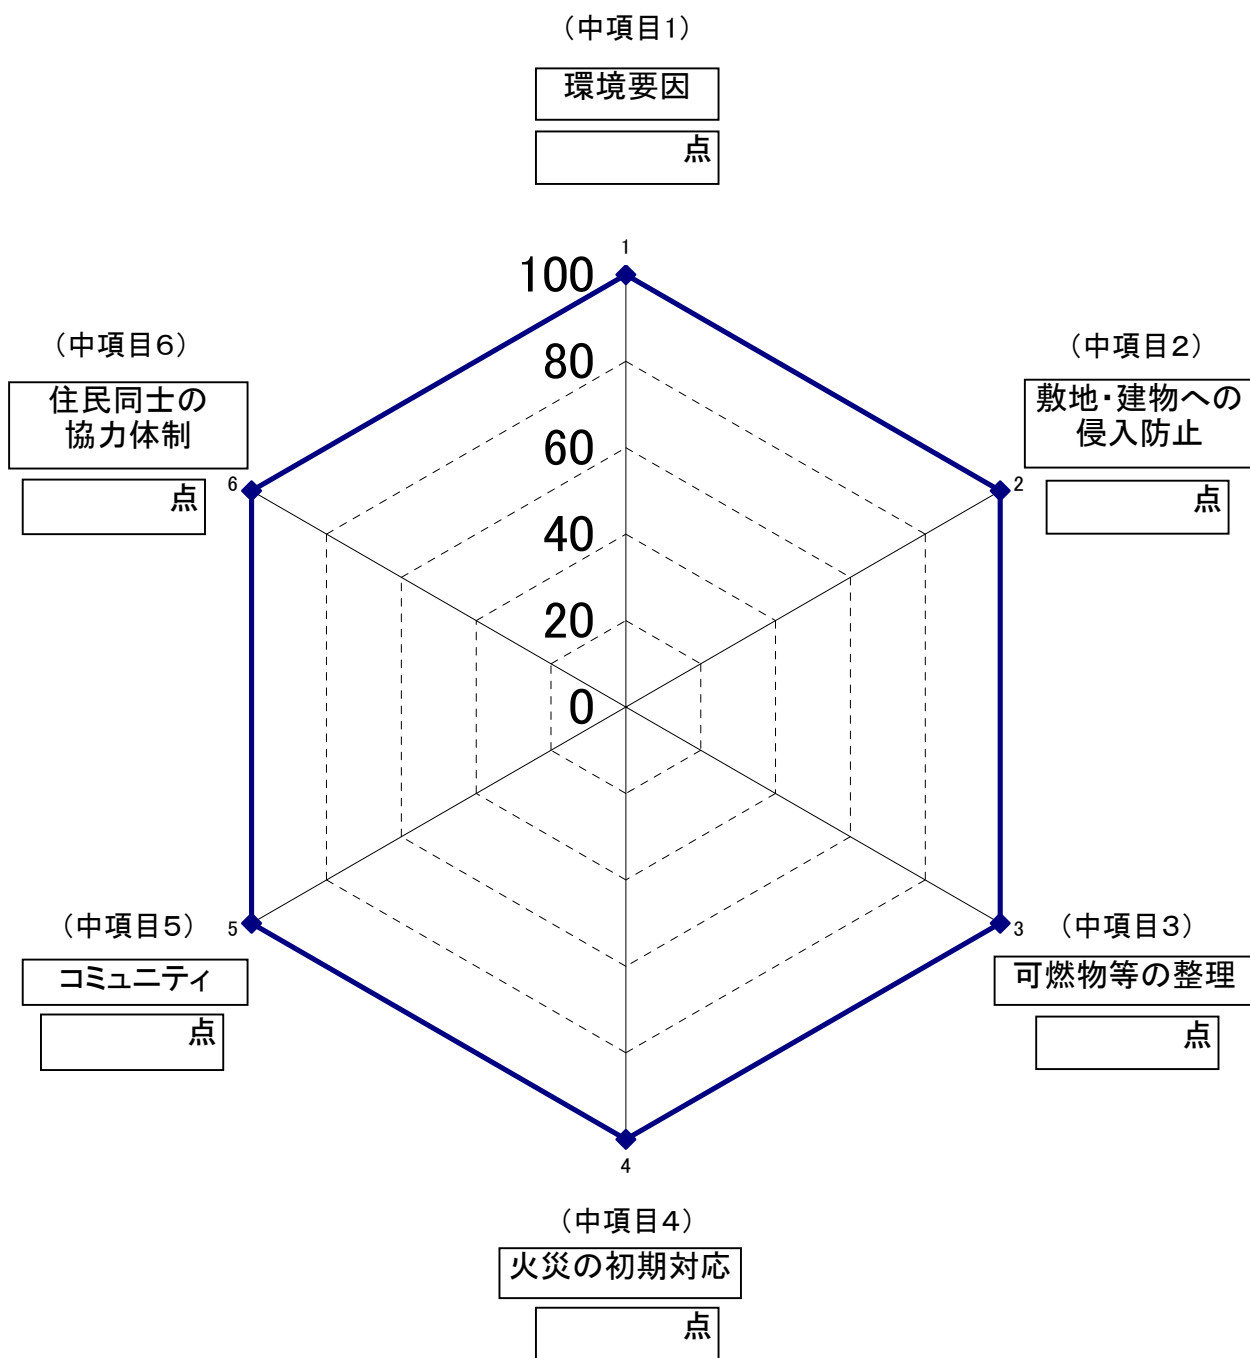 （中項目1）
環境要因
点
1
100
80
60
40
20
0
（中項目6）
住民同士の
協力体制
点
6
（中項目2）
敷地・建物への
侵入防止
点
2
（中項目5）
コミュニティ
点
5
（中項目3）
可燃物等の整理
点
3
4
（中項目4）
火災の初期対応
点